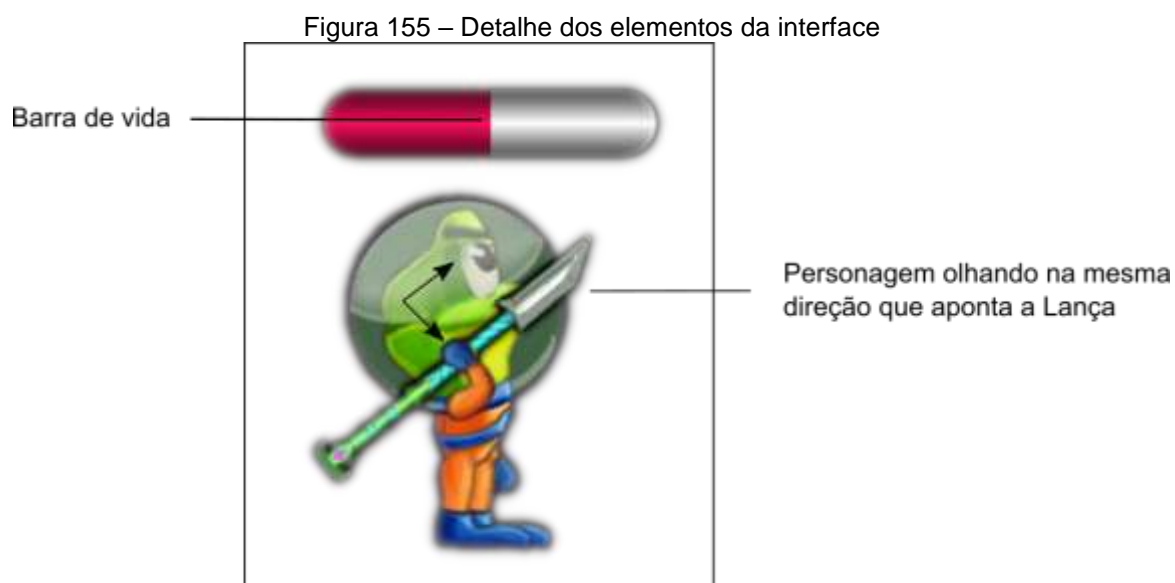 Figura 155 – Detalhe dos elementos da interface
Barra de vida
Personagem olhando na mesma
direção que aponta a Lança